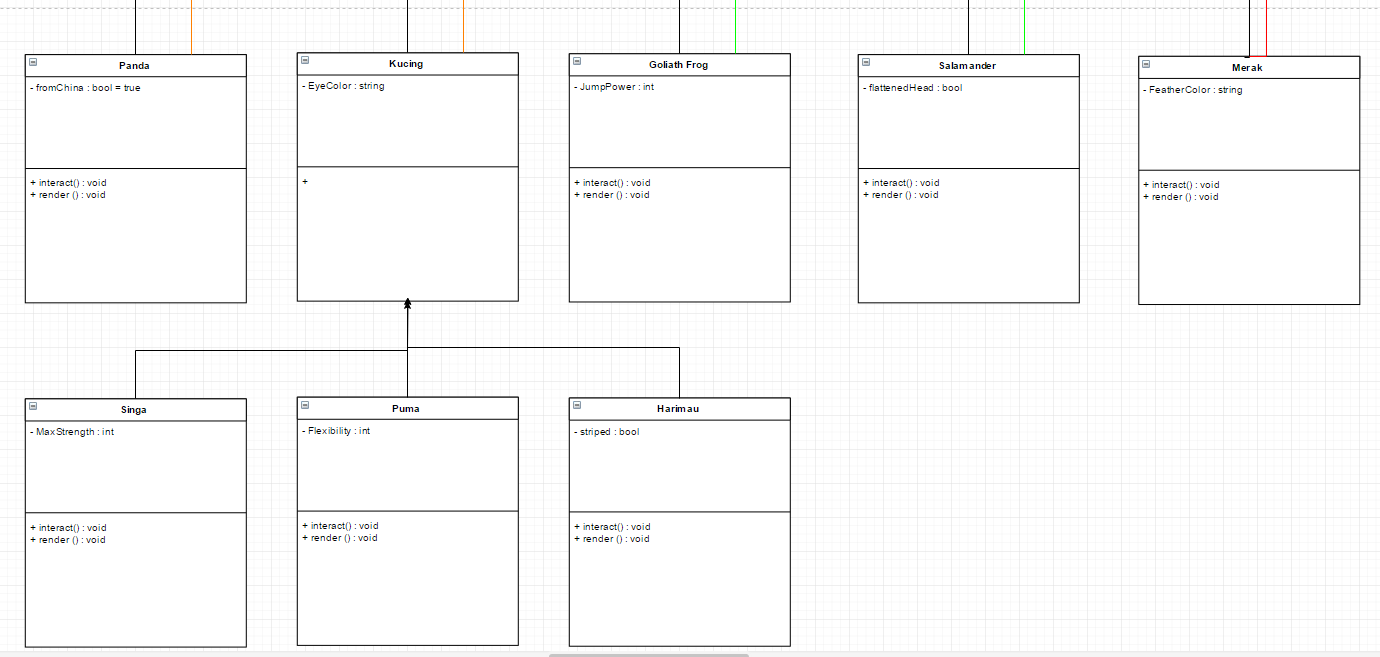 Panda
- fromChina : bool = true
+ interact() : void
+ render () : void
Kucing
- EyeColor : string
+
Goliath Frog
- JumpPower : int
+ interact() : void
+ render () : void
Salamander
- flattenedHead : bool
+ interact() : void
+ render () : void
Merak
- FeatherColor : string
+ interact() : void
+ render () : void
Singa
- MaxStrength : int
+ interact() : void
+ render () : void
Puma
- Flexibility : int
+ interact() : void
+ render () : void
Harimau
- striped : bool
+ interact() : void
+ render () : void